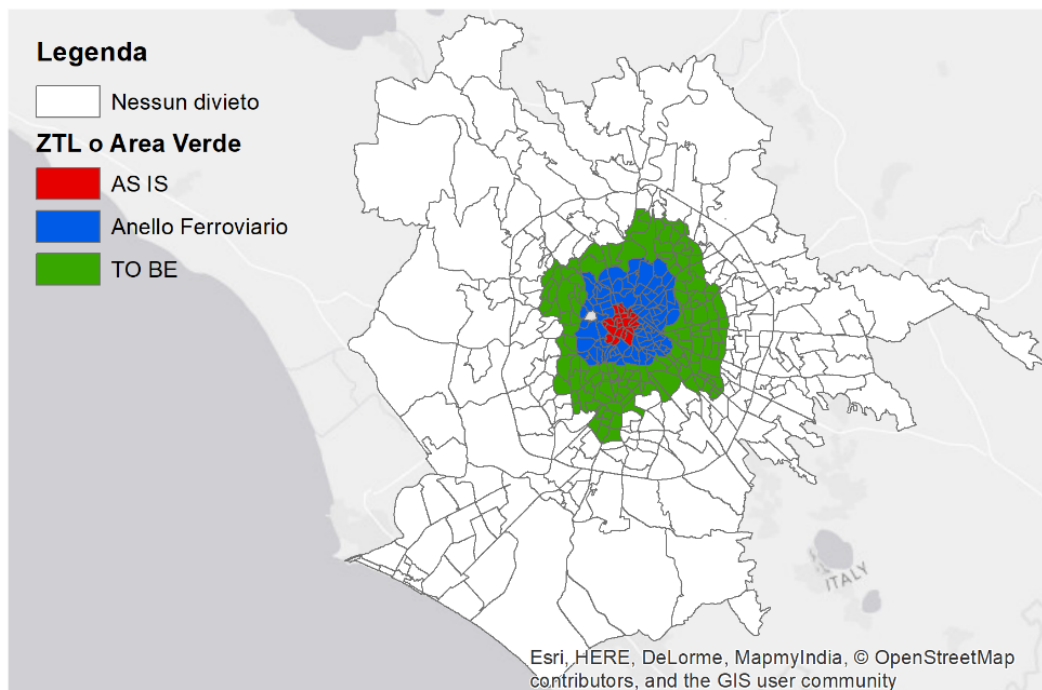 Legenda
Nessun divieto
ZTL o Area Verde
AS IS
Anello Ferroviario
TO BE
ITALY
Esri, HERE, DeLorme, MapmyIndia, © OpenStreetMap
contributors, and the GIS user community